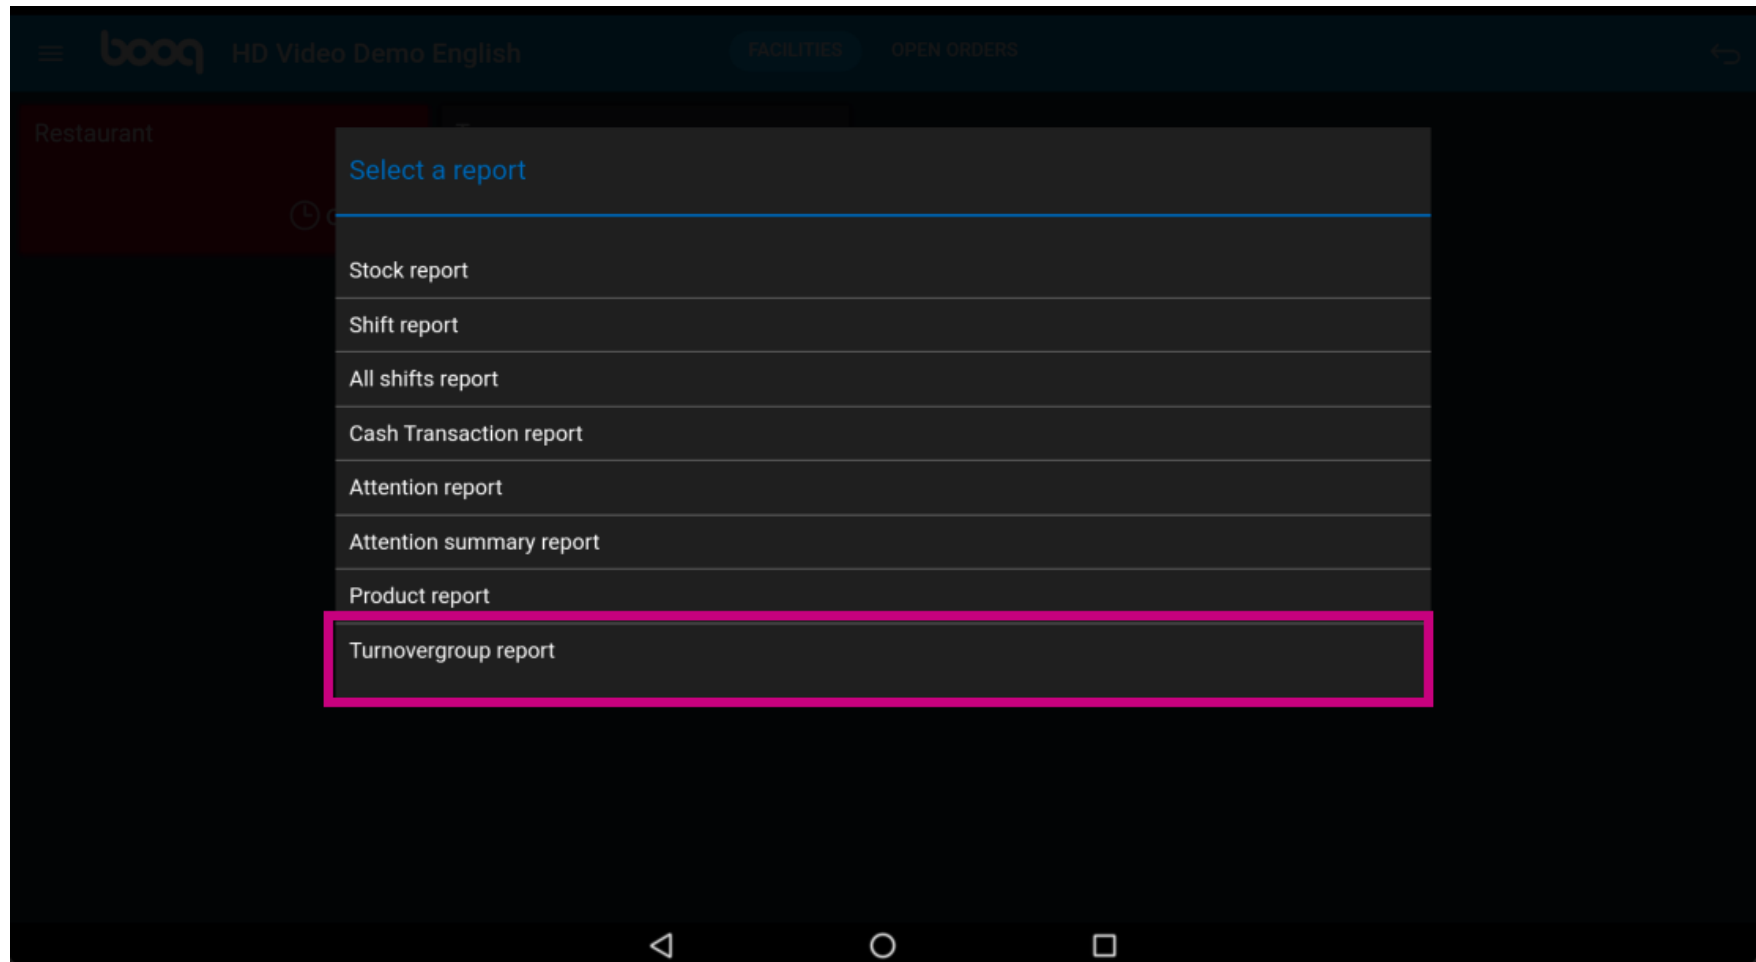 booq HD Video Demo English FACILITIES OPEN ORDERS
Restaurant
Select a report
Stock report
Shift report
All shifts report
Cash Transaction report
Attention report
Attention summary report
Product report
Turnovergroup report